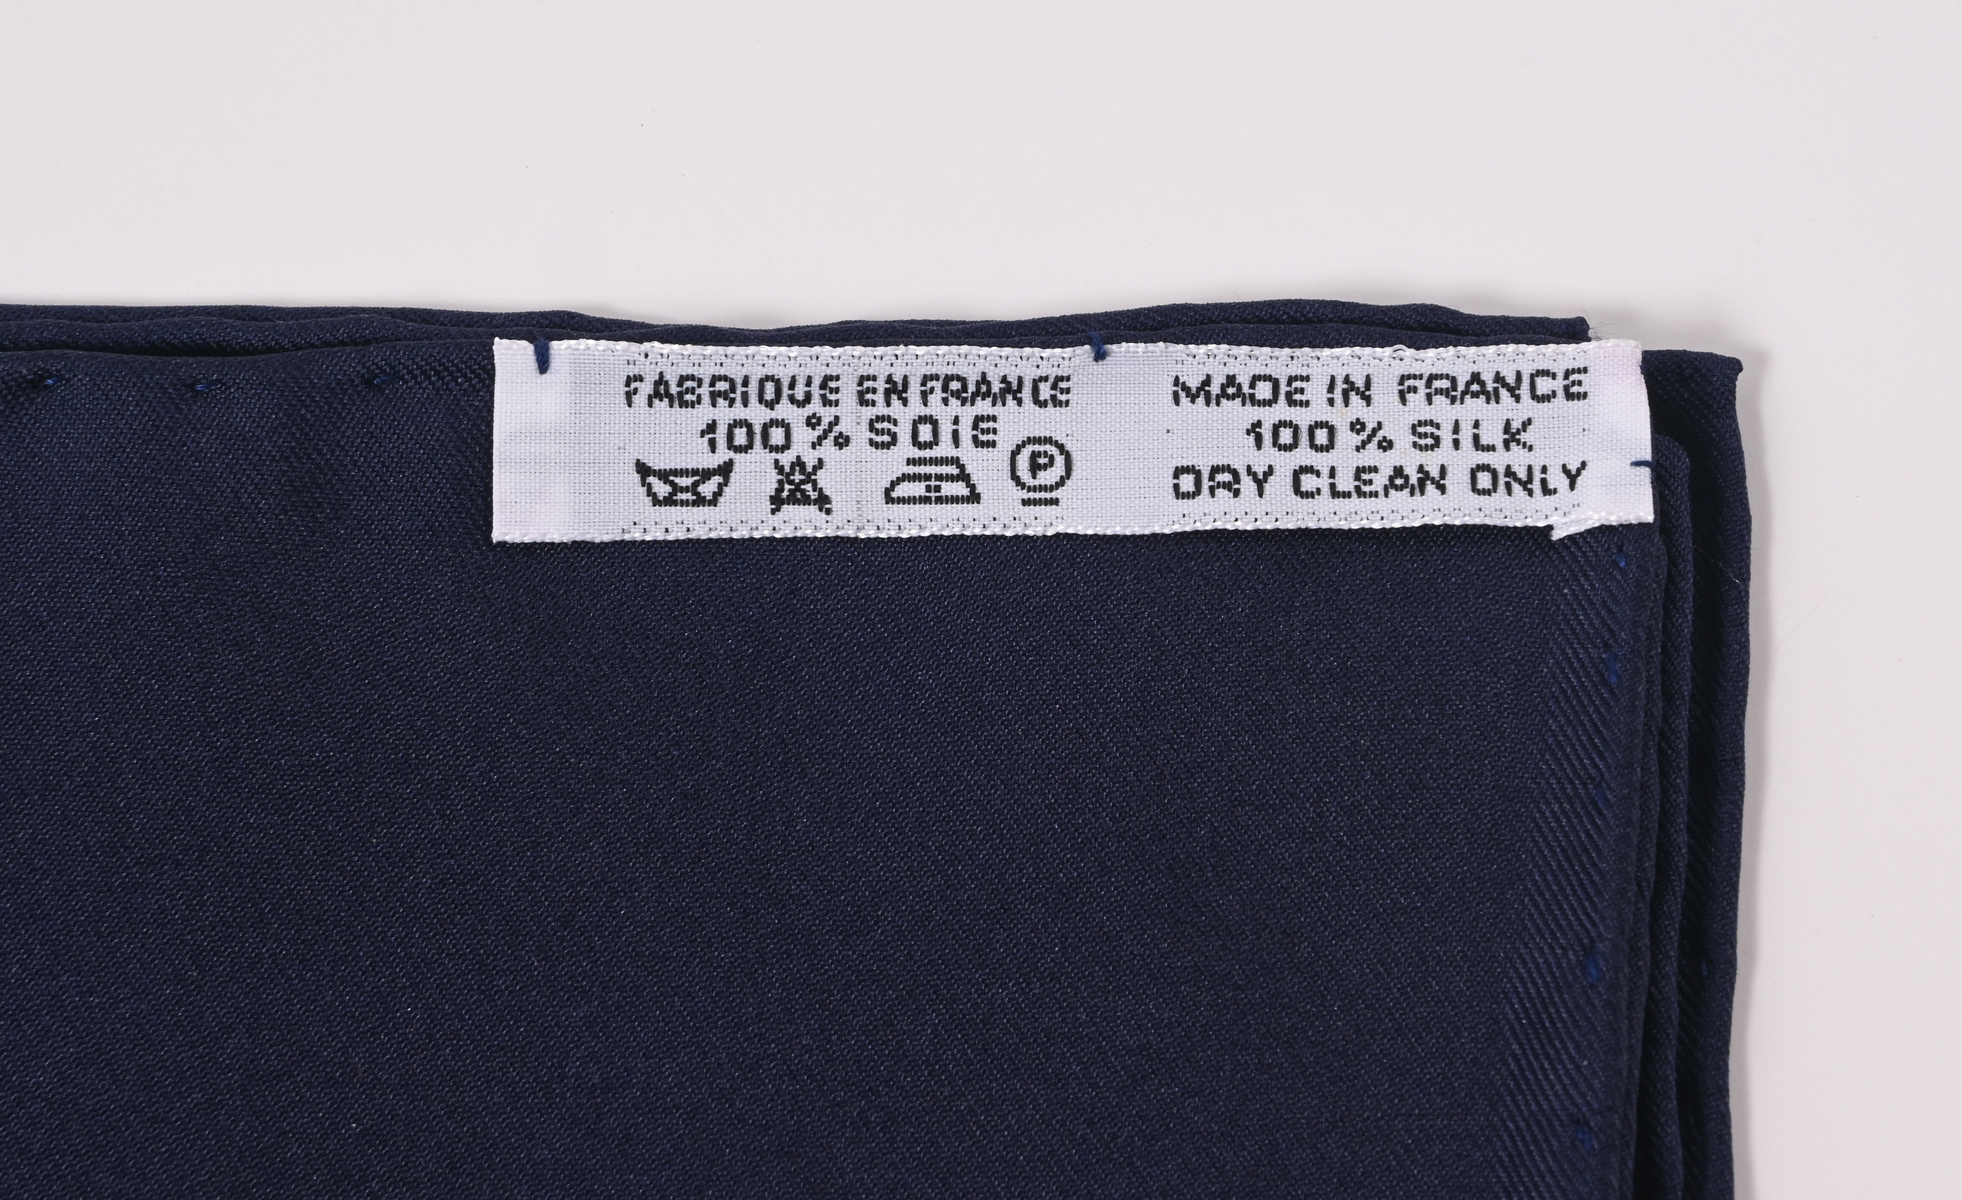 FABRIQUE EN FRANCE
100% SOIE
P
MADE IN FRANCE
100% SILK
DRY CLEAN ONLY